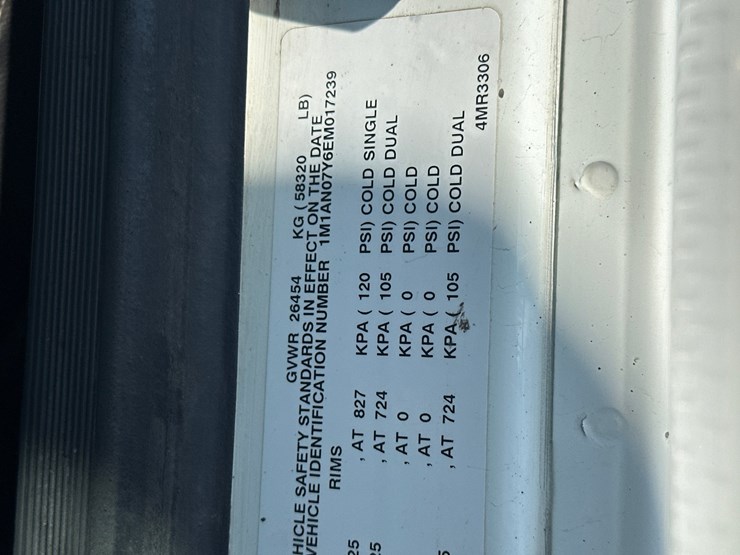 GVWR 26454 KG ( 58320 LB)
HICLE SAFETY STANDARDS IN EFFECT ON THE DATE
VEHICLE IDENTIFICATION NUMBER 1M1AN07Y6EM017239
RIMS
25 , AT 827 KPA ( 120 PSI) COLD SINGLE
25 , AT 724 KPA ( 105 PSI) COLD DUAL
, AT 0 KPA ( 0 PSI) COLD
, AT 0 KPA ( 0 PSI) COLD
, AT 724 KPA ( 105 PSI) COLD DUAL
4MR3306